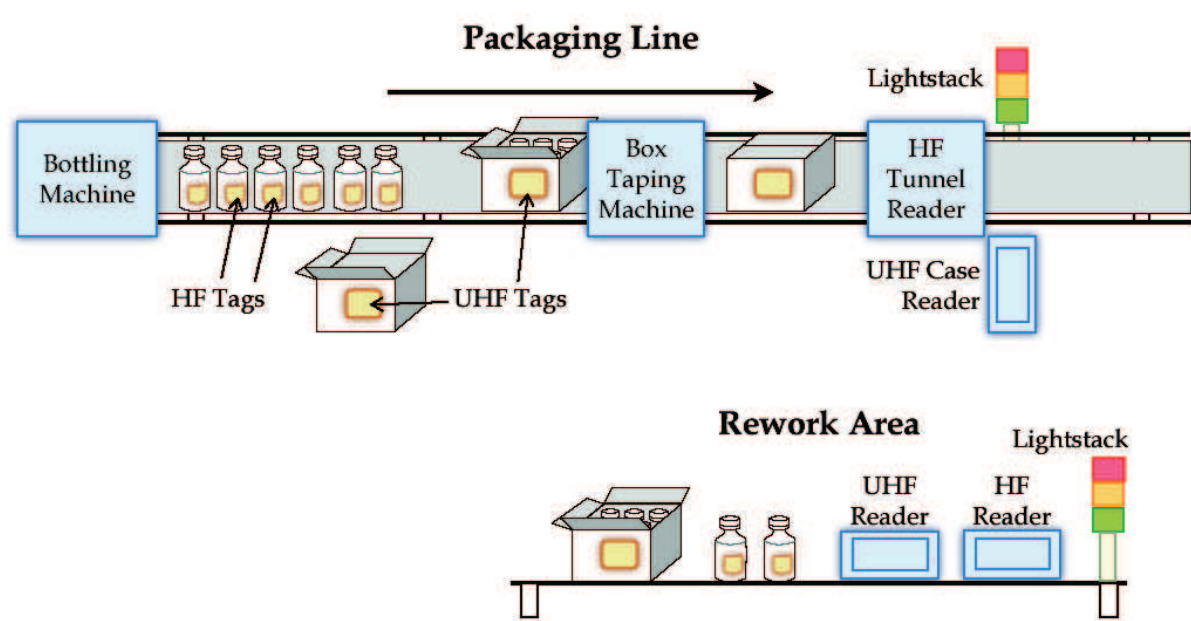 Packaging Line
Lightstack
Bottling
Machine
Box
Taping
Machine
HF
Tunnel
Reader
HF Tags
UHF Tags
UHF Case
Reader
Rework Area
Lightstack
UHF
Reader
HF
Reader